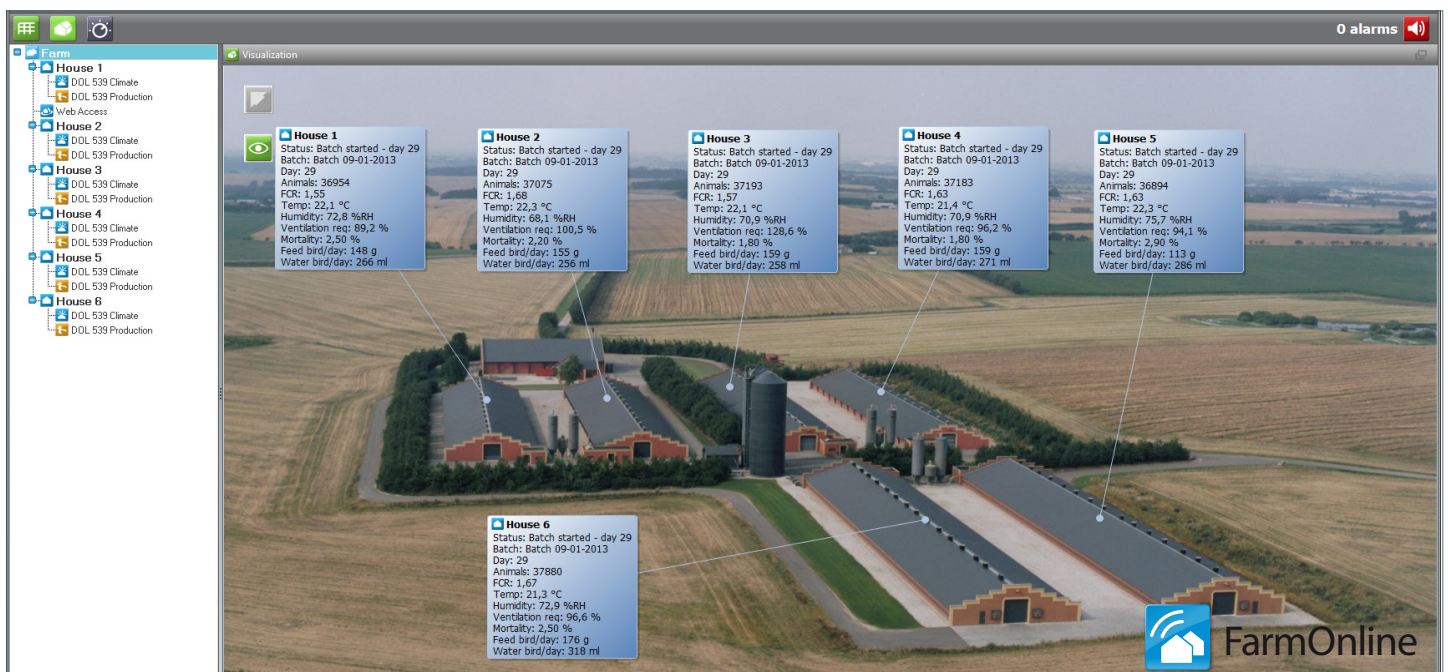 0 alarms
Farm
House 1
DOL 539 Climate
DOL 539 Production
Web Access
House 2
DOL 539 Climate
DOL 539 Production
House 3
DOL 539 Climate
DOL 539 Production
House 4
DOL 539 Climate
DOL 539 Production
House 5
DOL 539 Climate
DOL 539 Production
House 6
DOL 539 Climate
DOL 539 Production
Visualization
House 1
Status: Batch started - day 29
Batch: Batch 09-01-2013
Day: 29
Animals: 36954
FCR: 1,55
Temp: 22,1 °C
Humidity: 72,8 %RH
Ventilation req: 89,2 %
Mortality: 2,50 %
Feed bird/day: 148 g
Water bird/day: 266 ml
House 2
Status: Batch started - day 29
Batch: Batch 09-01-2013
Day: 29
Animals: 37075
FCR: 1,68
Temp: 22,3 °C
Humidity: 68,1 %RH
Ventilation req: 100,5 %
Mortality: 2,20 %
Feed bird/day: 155 g
Water bird/day: 256 ml
House 3
Status: Batch started - day 29
Batch: Batch 09-01-2013
Day: 29
Animals: 37193
FCR: 1,57
Temp: 22,1 °C
Humidity: 70,9 %RH
Ventilation req: 128,6 %
Mortality: 1,80 %
Feed bird/day: 159 g
Water bird/day: 258 ml
House 4
Status: Batch started - day 29
Batch: Batch 09-01-2013
Day: 29
Animals: 37183
FCR: 1,63
Temp: 21,4 °C
Humidity: 70,9 %RH
Ventilation req: 96,2 %
Mortality: 1,80 %
Feed bird/day: 159 g
Water bird/day: 271 ml
House 5
Status: Batch started - day 29
Batch: Batch 09-01-2013
Day: 29
Animals: 36894
FCR: 1,63
Temp: 22,3 °C
Humidity: 75,7 %RH
Ventilation req: 94,1 %
Mortality: 2,90 %
Feed bird/day: 113 g
Water bird/day: 286 ml
House 6
Status: Batch started - day 29
Batch: Batch 09-01-2013
Day: 29
Animals: 37880
FCR: 1,67
Temp: 21,3 °C
Humidity: 72,9 %RH
Ventilation req: 96,6 %
Mortality: 2,50 %
Feed bird/day: 176 g
Water bird/day: 318 ml
FarmOnline